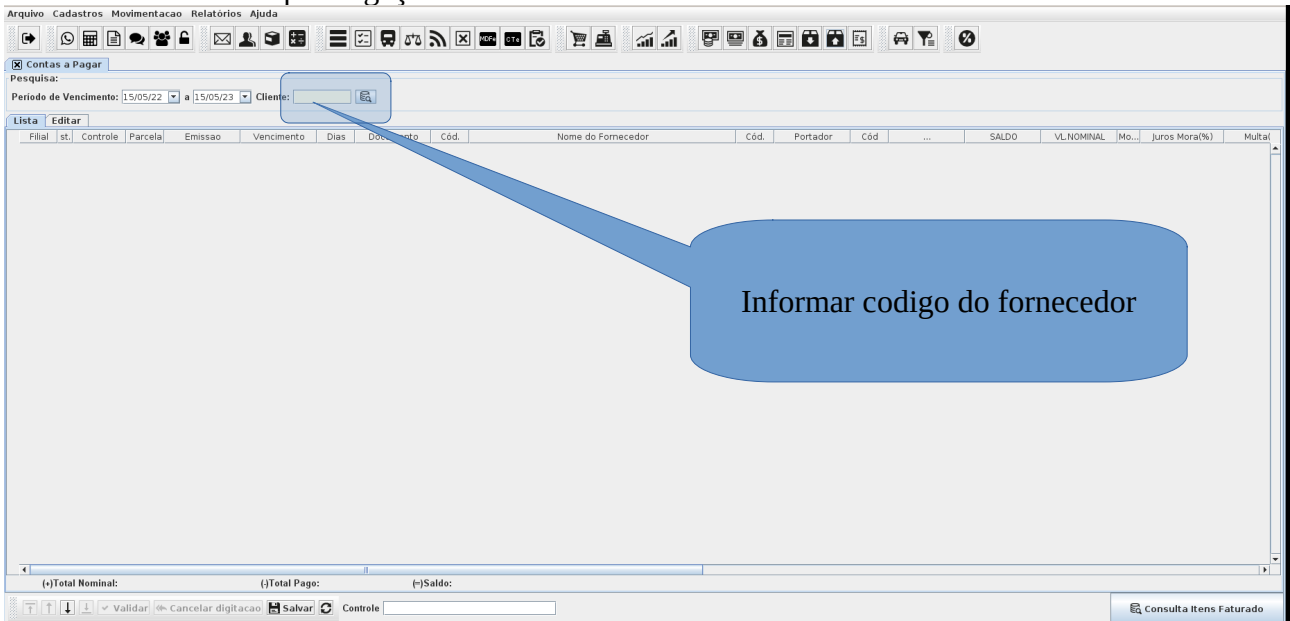 Arquivo Cadastros Movimentacao Relatórios Ajuda
MDFe CTe
Contas a Pagar
Pesquisa:
Período de Vencimento: 15/05/22 a 15/05/23 Cliente:
Lista Editar
Filial st. Controle Parcela Emissao Vencimento Dias Documento Cód. Nome do Fornecedor Cód. Portador Cód ... SALDO VL.NOMINAL Mo... Juros Mora(%) Multa(
Informar codigo do fornecedor
(+)Total Nominal: (-)Total Pago: (=)Saldo:
Validar Cancelar digitacao Salvar Controle Consulta Itens Faturado